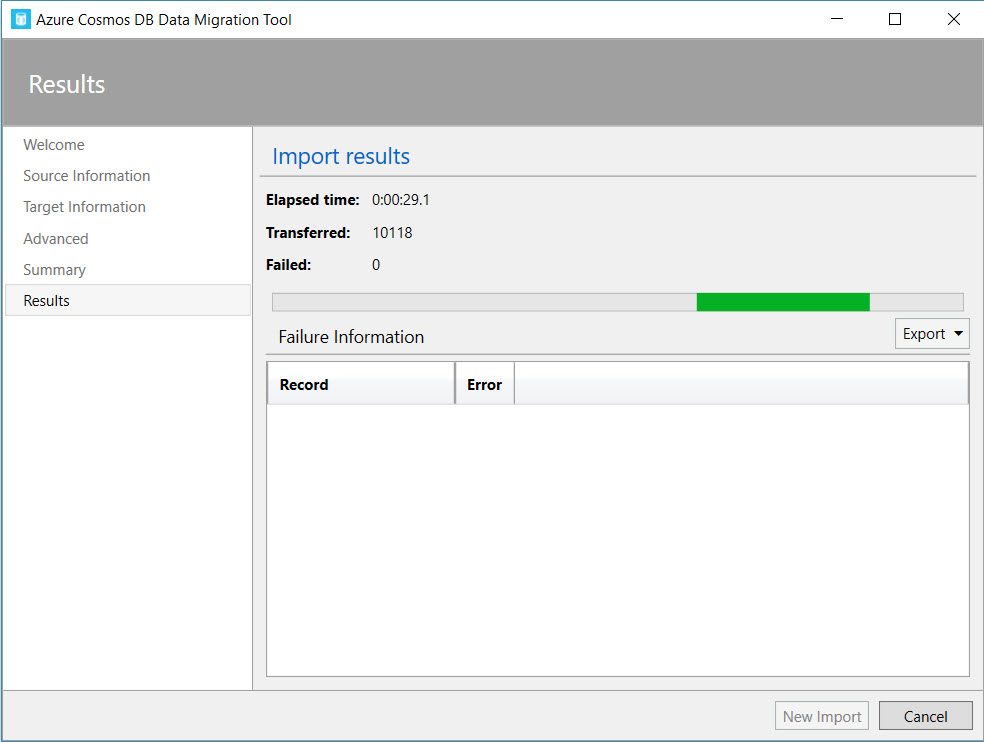 Azure Cosmos DB Data Migration Tool
Results
Welcome
Source Information
Target Information
Advanced
Summary
Results
Import results
Elapsed time: 0:00:29.1
Transferred: 10118
Failed: 0
Failure Information
Export
Record Error
New Import Cancel